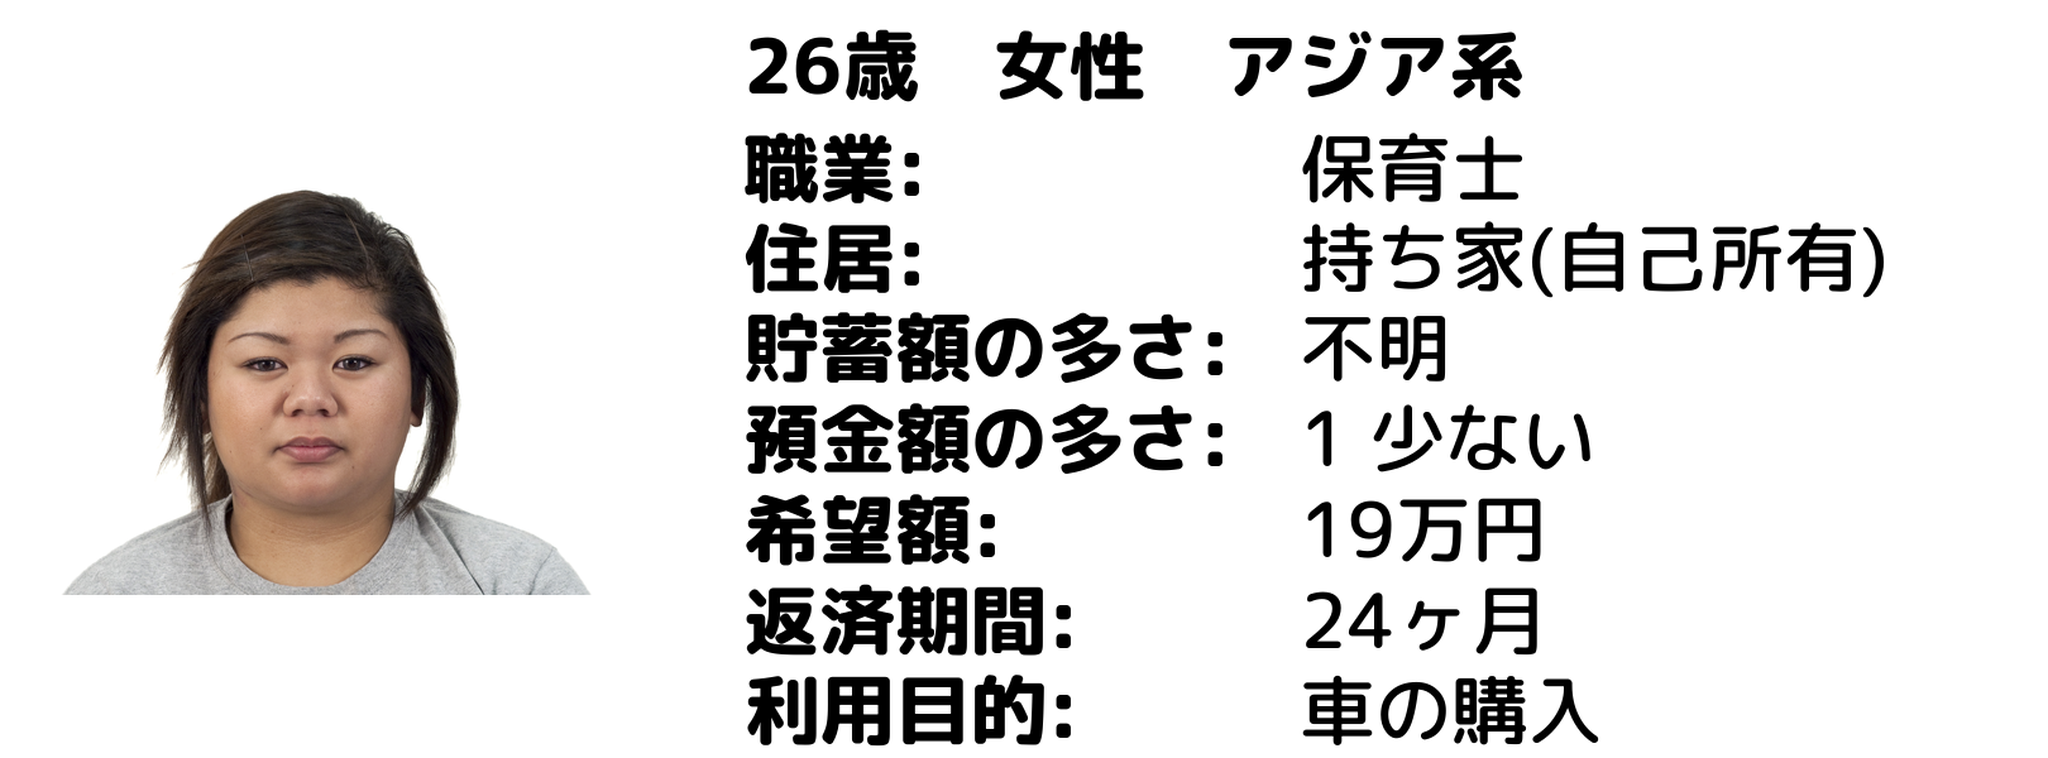 26歳　女性　アジア系
職業: 保育士
住居: 持ち家(自己所有)
貯蓄額の多さ: 不明
預金額の多さ: 1 少ない
希望額: 19万円
返済期間: 24ヶ月
利用目的: 車の購入